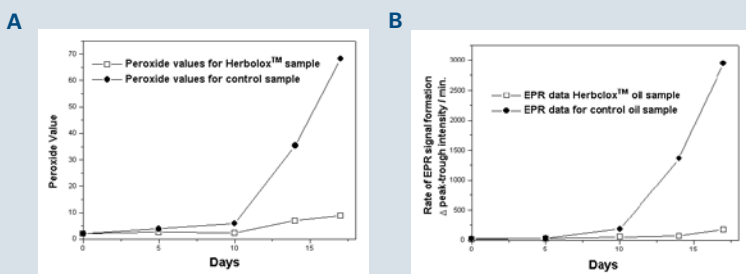 A
70
60
50
40
30
20
10
0
0
5
10
15
Peroxide Value
Days
Peroxide values for Herbolox™ sample
Peroxide values for control sample
B
3000
2500
2000
1500
1000
500
0
0
5
10
15
Rate of EPR signal formation
Δ peak-trough intensity / min.
Days
EPR data Herbolox™ oil sample
EPR data for control oil sample